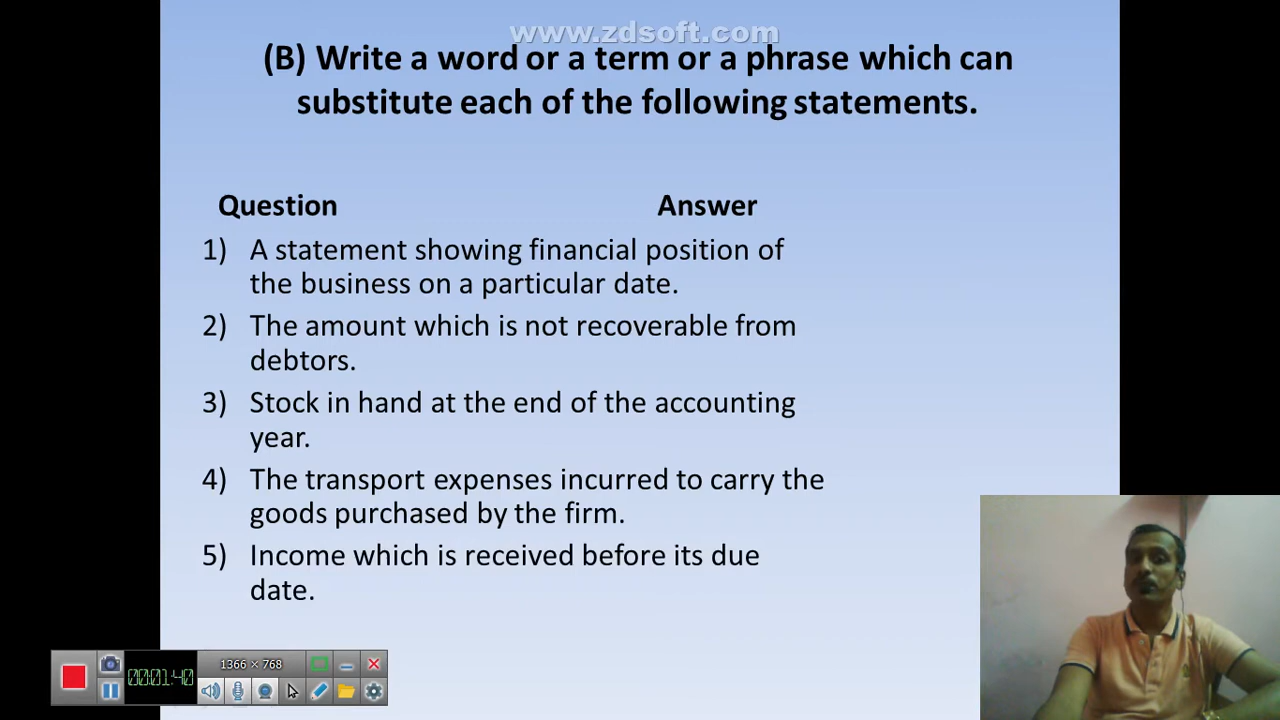 www.zdsoft.com
(B) Write a word or a term or a phrase which can
substitute each of the following statements.
Question Answer
1) A statement showing financial position of
the business on a particular date.
2) The amount which is not recoverable from
debtors.
3) Stock in hand at the end of the accounting
year.
4) The transport expenses incurred to carry the
goods purchased by the firm.
5) Income which is received before its due
date.
1366 × 768
00:01:40